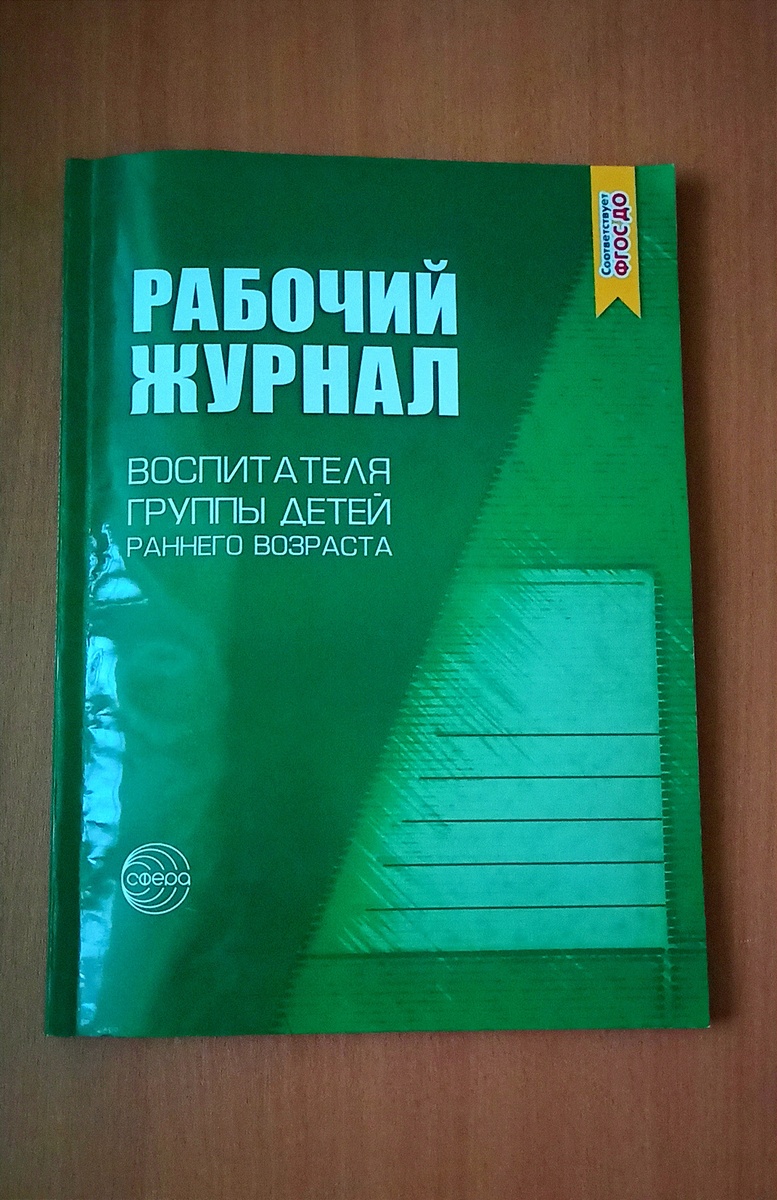 Соответствует
ФГОС ДО
РАБОЧИЙ
ЖУРНАЛ
ВОСПИТАТЕЛЯ
ГРУППЫ ДЕТЕЙ
РАННЕГО ВОЗРАСТА
сфера